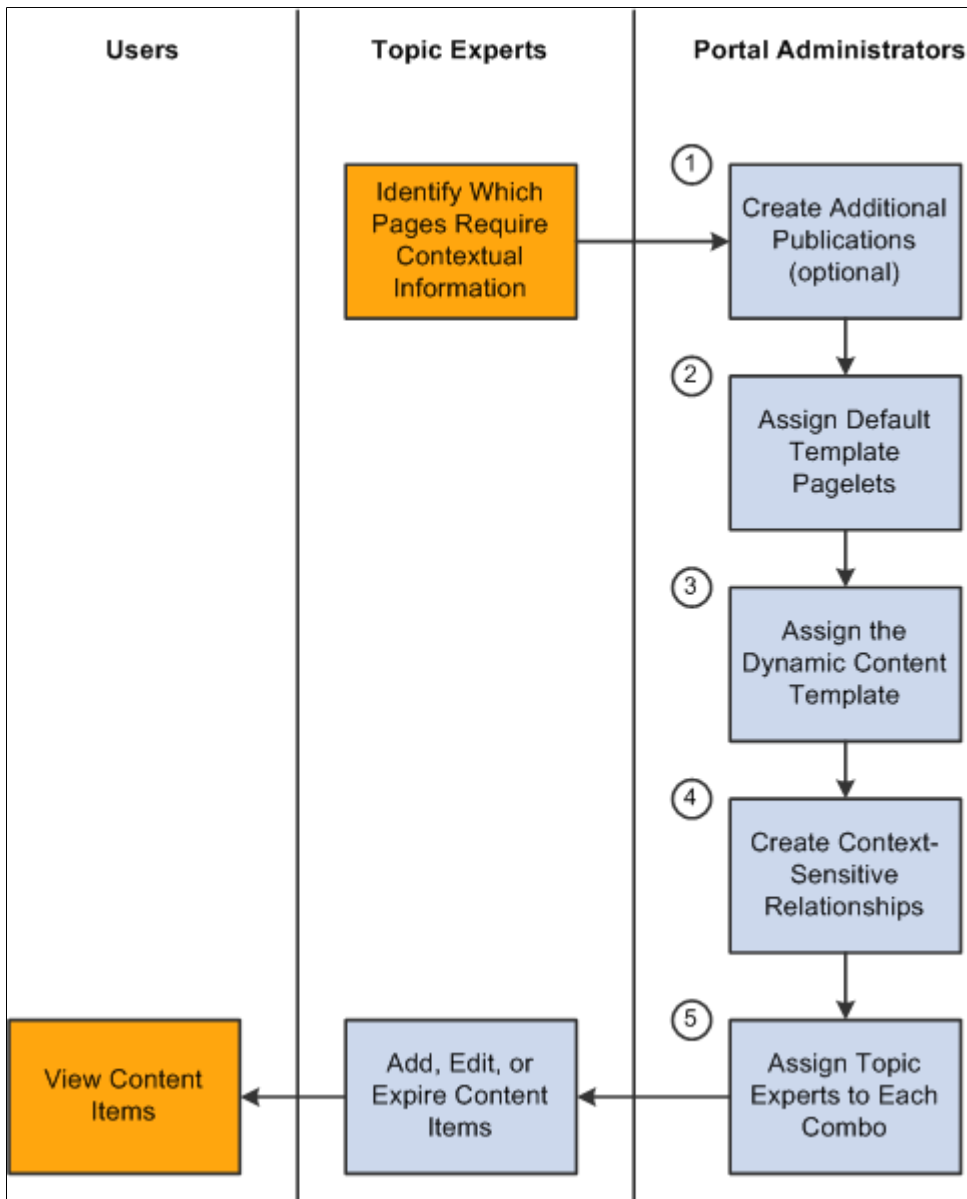 Users
Topic Experts
Portal Administrators
Identify Which
Pages Require
Contextual
Information
1
Create Additional
Publications
(optional)
2
Assign Default
Template
Pagelets
3
Assign the
Dynamic Content
Template
4
Create Context-
Sensitive
Relationships
5
Assign Topic
Experts to Each
Combo
Add, Edit, or
Expire Content
Items
View Content
Items